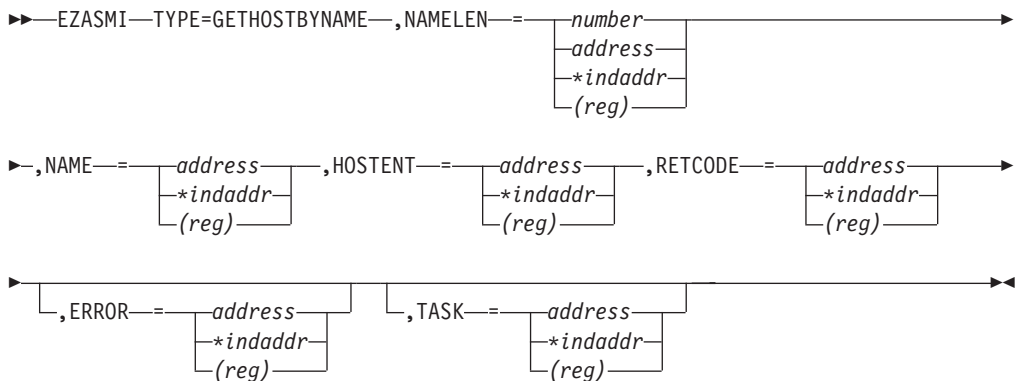 EZASMI TYPE=GETHOSTBYNAME ,NAMELEN = number
address
*indaddr
(reg)
,NAME = address ,HOSTENT = address ,RETCODE = address
*indaddr *indaddr *indaddr
(reg) (reg) (reg)
,ERROR = address ,TASK = address
*indaddr *indaddr
(reg) (reg)